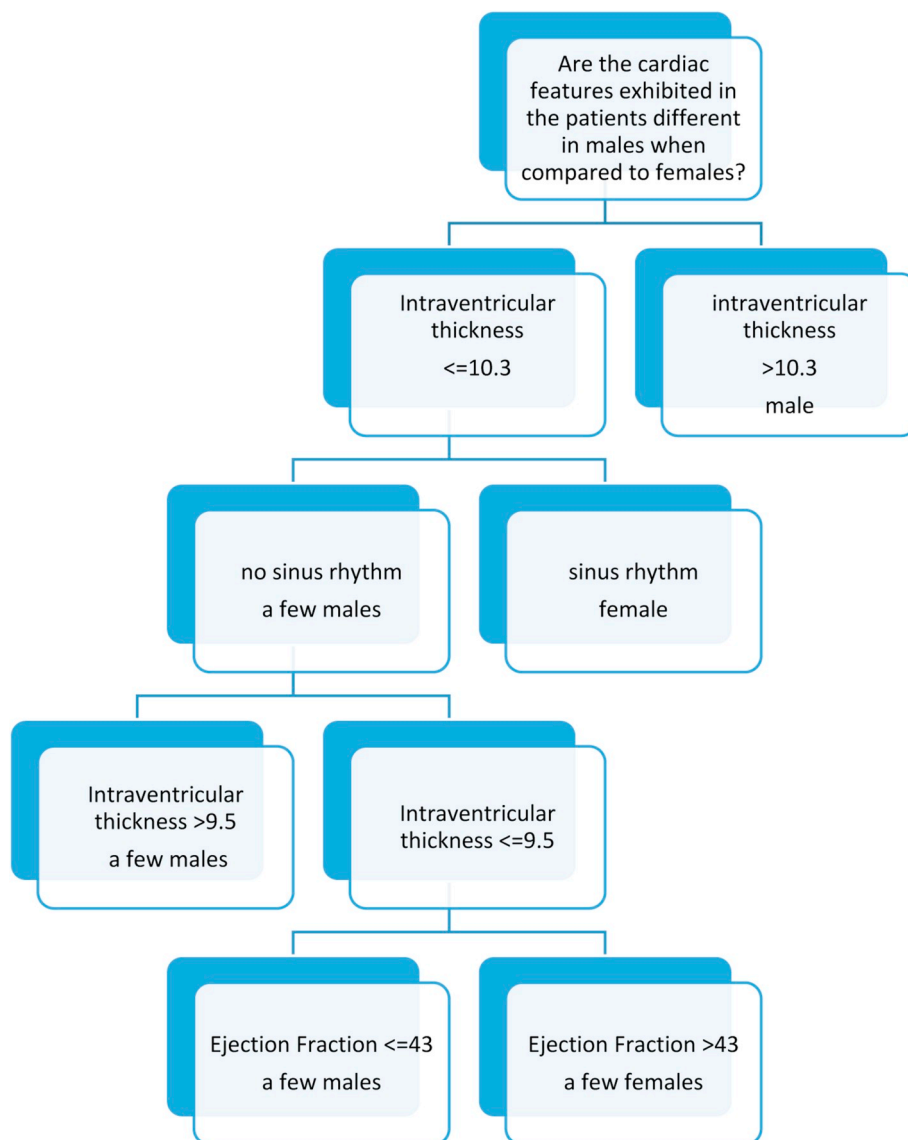 Are the cardiac
features exhibited in
the patients different
in males when
compared to females?
Intraventricular
thickness
<=10.3
intraventricular
thickness
>10.3
male
no sinus rhythm
a few males
sinus rhythm
female
Intraventricular
thickness >9.5
a few males
Intraventricular
thickness <=9.5
Ejection Fraction <=43
a few males
Ejection Fraction >43
a few females